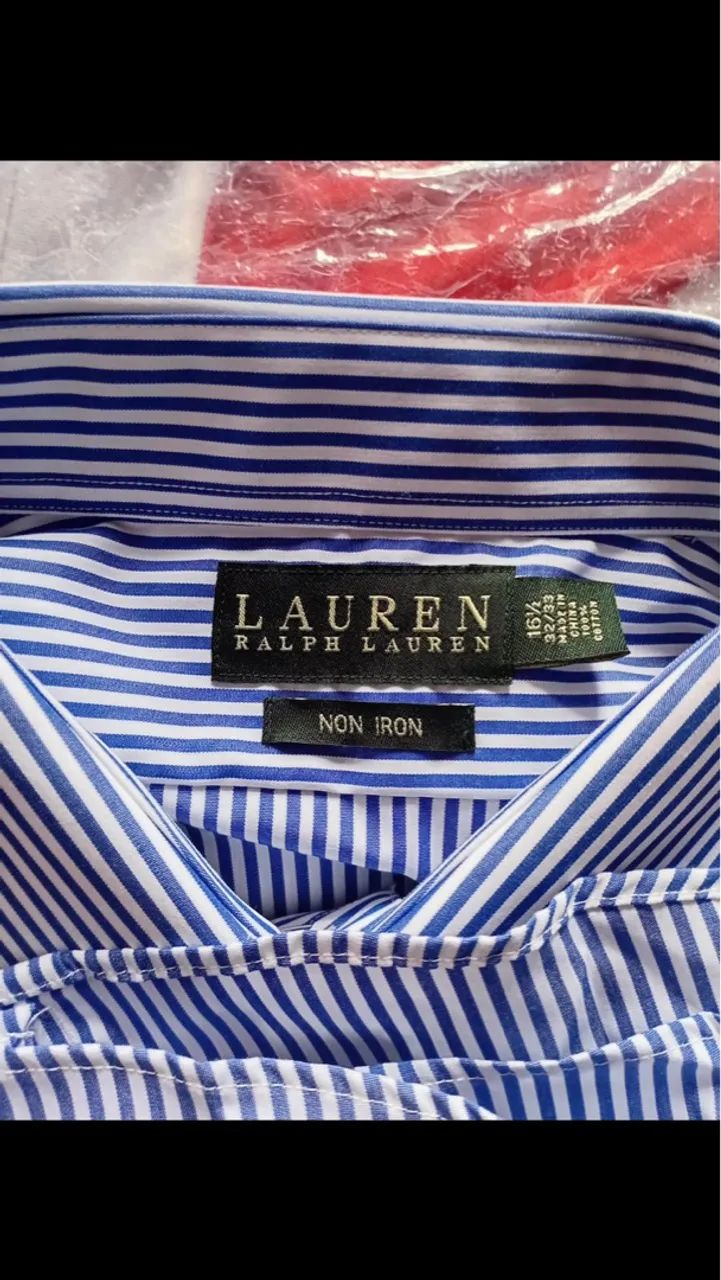 LAUREN
RALPH LAUREN
16½
32/33
MADE IN
CHINA
100%
COTTON
NON IRON